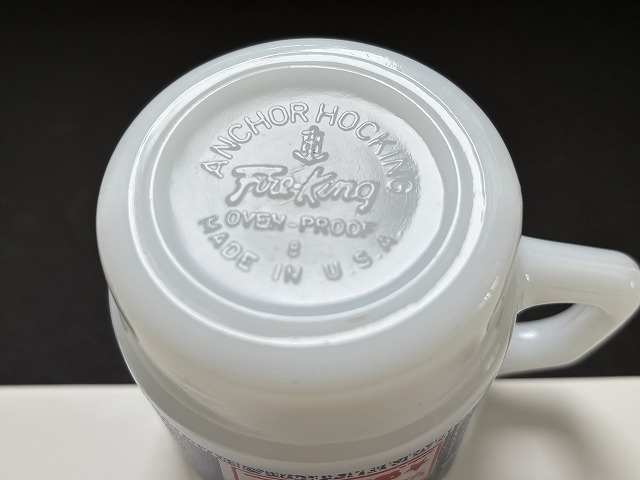 ANCHOR HOCKING
Fire-King
OVEN-PROOF
8
MADE IN U.S.A.